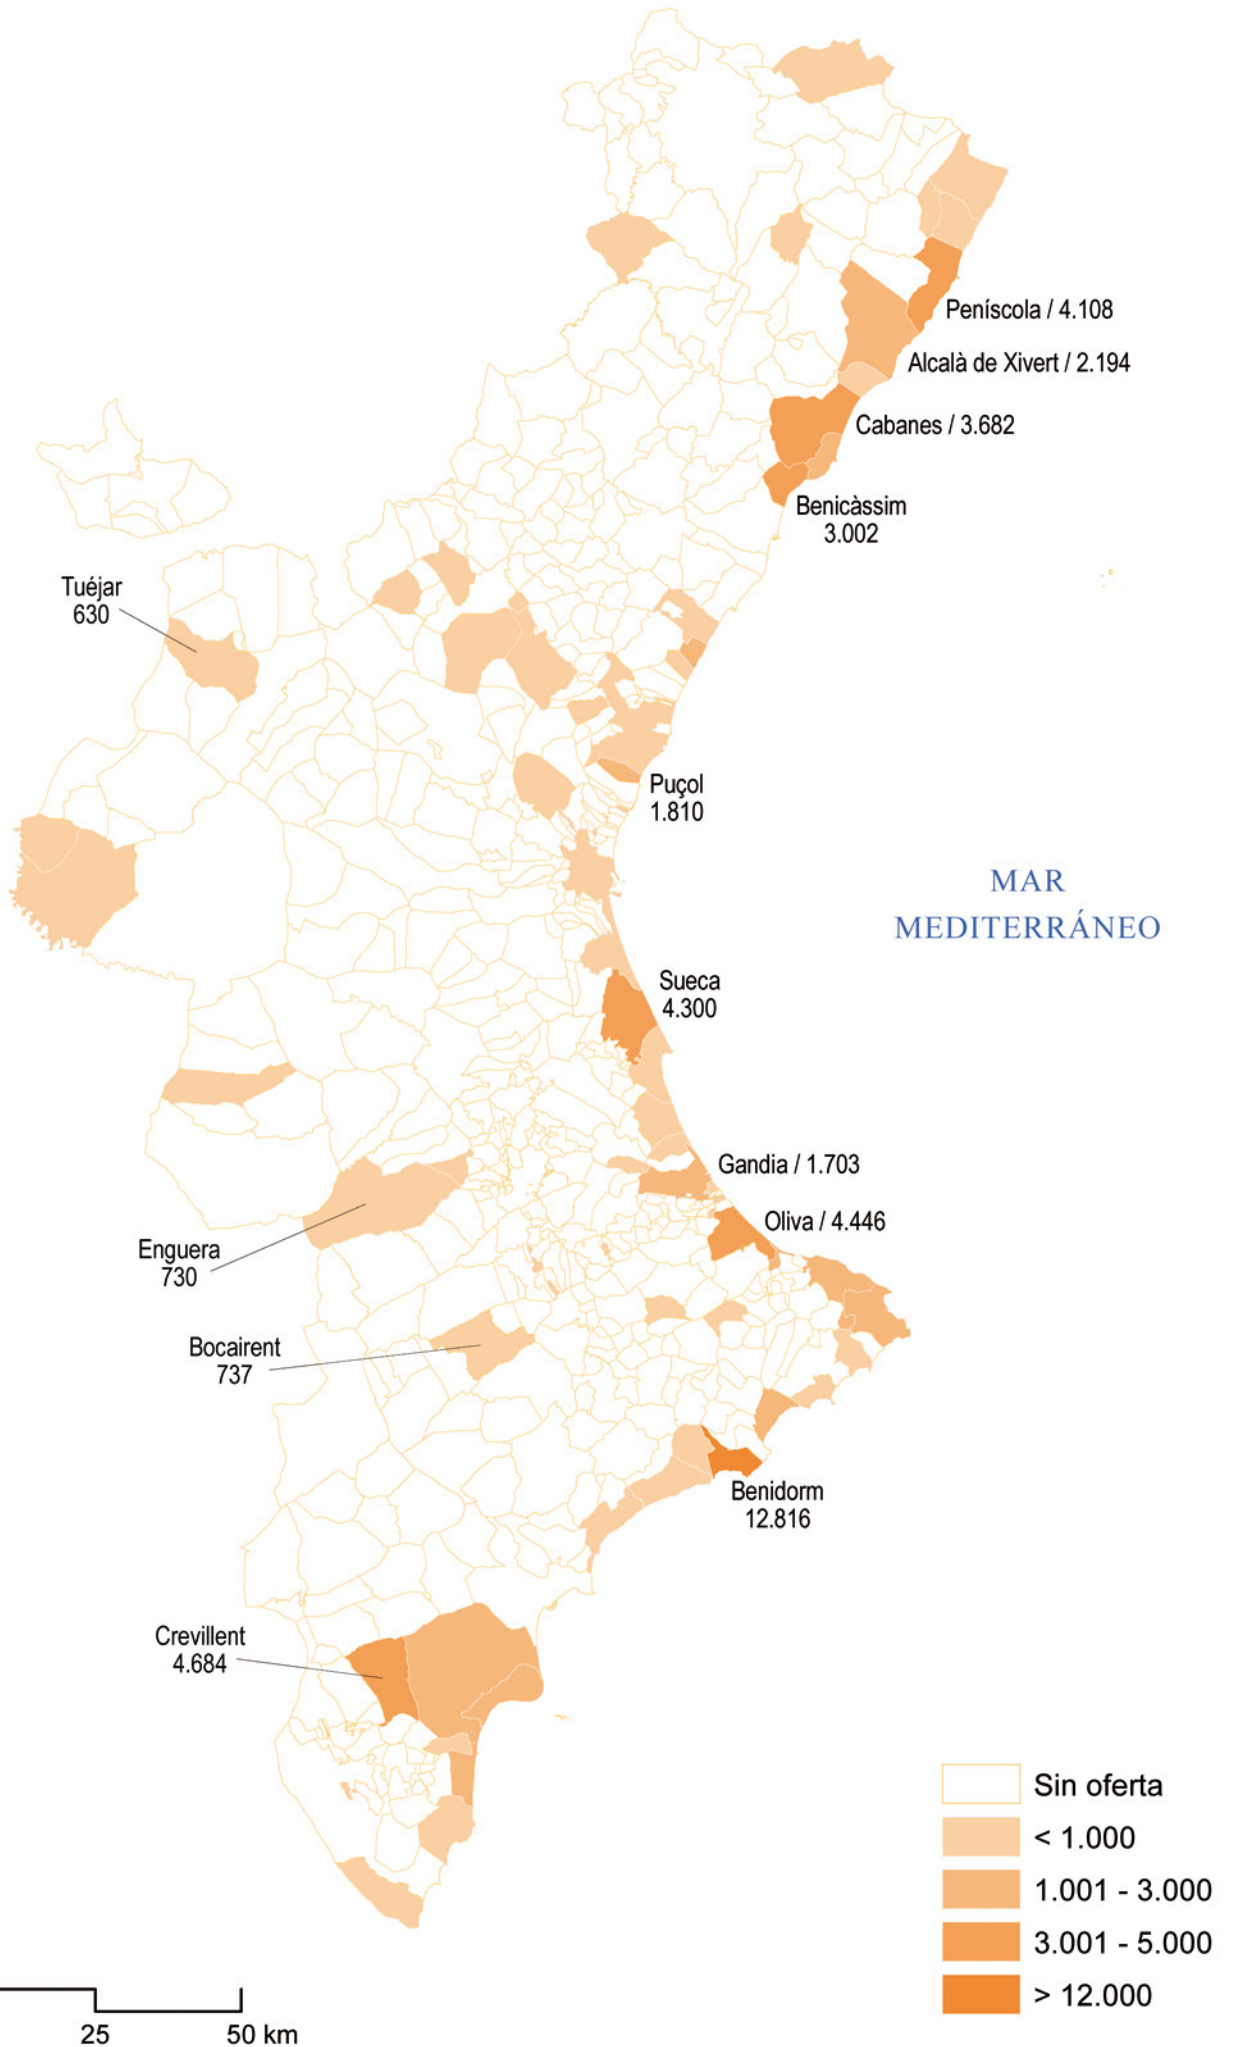 Peníscola / 4.108
Alcalà de Xivert / 2.194
Cabanes / 3.682
Benicàssim
3.002
Tuéjar
630
Puçol
1.810
MAR
MEDITERRÁNEO
Sueca
4.300
Gandia / 1.703
Oliva / 4.446
Enguera
730
Bocairent
737
Benidorm
12.816
Crevillent
4.684
Sin oferta
< 1.000
1.001 - 3.000
3.001 - 5.000
> 12.000
25
50 km